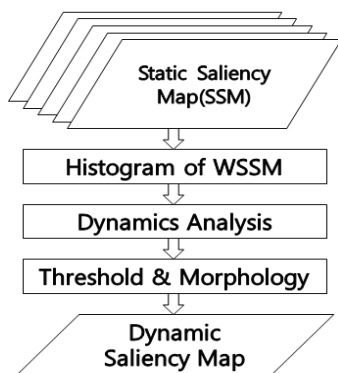 Static Saliency
Map(SSM)
Histogram of WSSM
Dynamics Analysis
Threshold & Morphology
Dynamic
Saliency Map